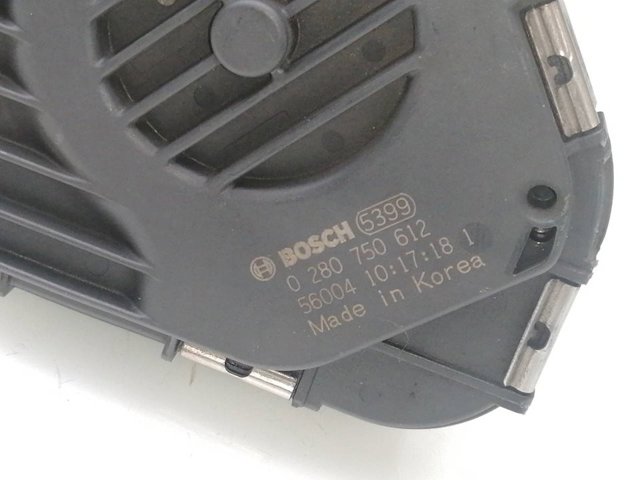 BOSCH 5399
0 280 750 612
56004 10:17:18 1
Made in Korea